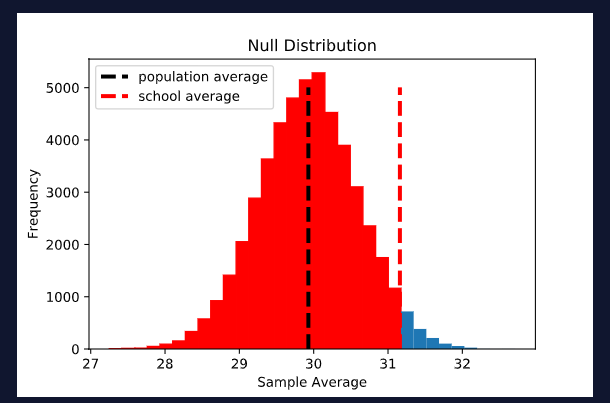 Null Distribution
population average
school average
5000
4000
3000
2000
1000
0
Frequency
27 28 29 30 31 32
Sample Average